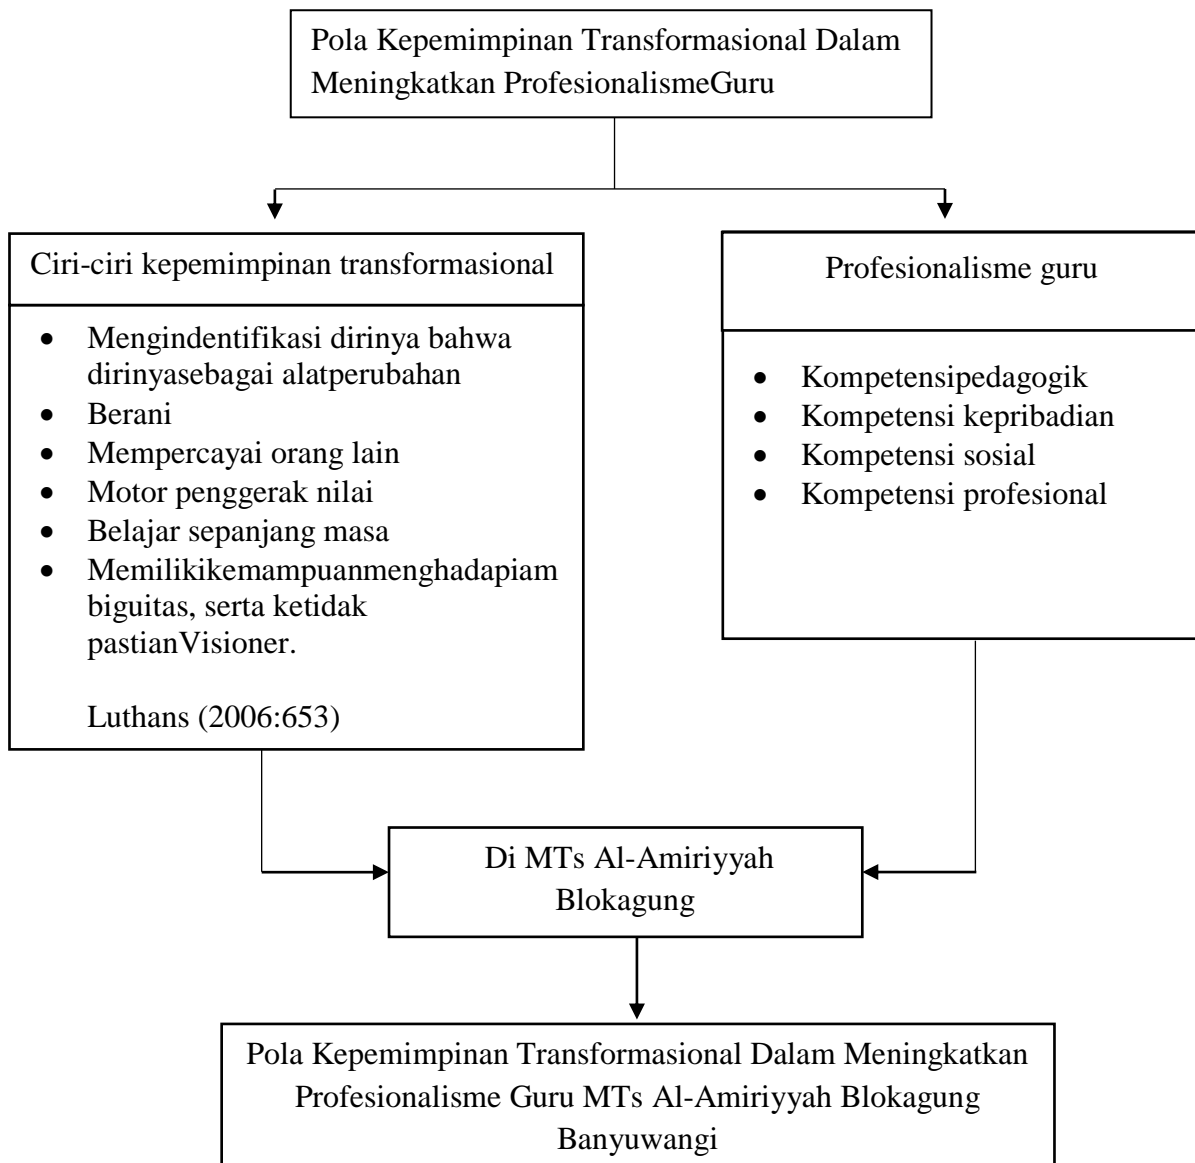 Pola Kepemimpinan Transformasional Dalam
Meningkatkan ProfesionalismeGuru
Ciri-ciri kepemimpinan transformasional
• Mengindentifikasi dirinya bahwa
dirinyasebagai alatperubahan
• Berani
• Mempercayai orang lain
• Motor penggerak nilai
• Belajar sepanjang masa
• Memilikikemampuanmenghadapiam
biguitas, serta ketidak
pastianVisioner.
Luthans (2006:653)
Profesionalisme guru
• Kompetensipedagogik
• Kompetensi kepribadian
• Kompetensi sosial
• Kompetensi profesional
Di MTs Al-Amiriyyah
Blokagung
Pola Kepemimpinan Transformasional Dalam Meningkatkan
Profesionalisme Guru MTs Al-Amiriyyah Blokagung
Banyuwangi